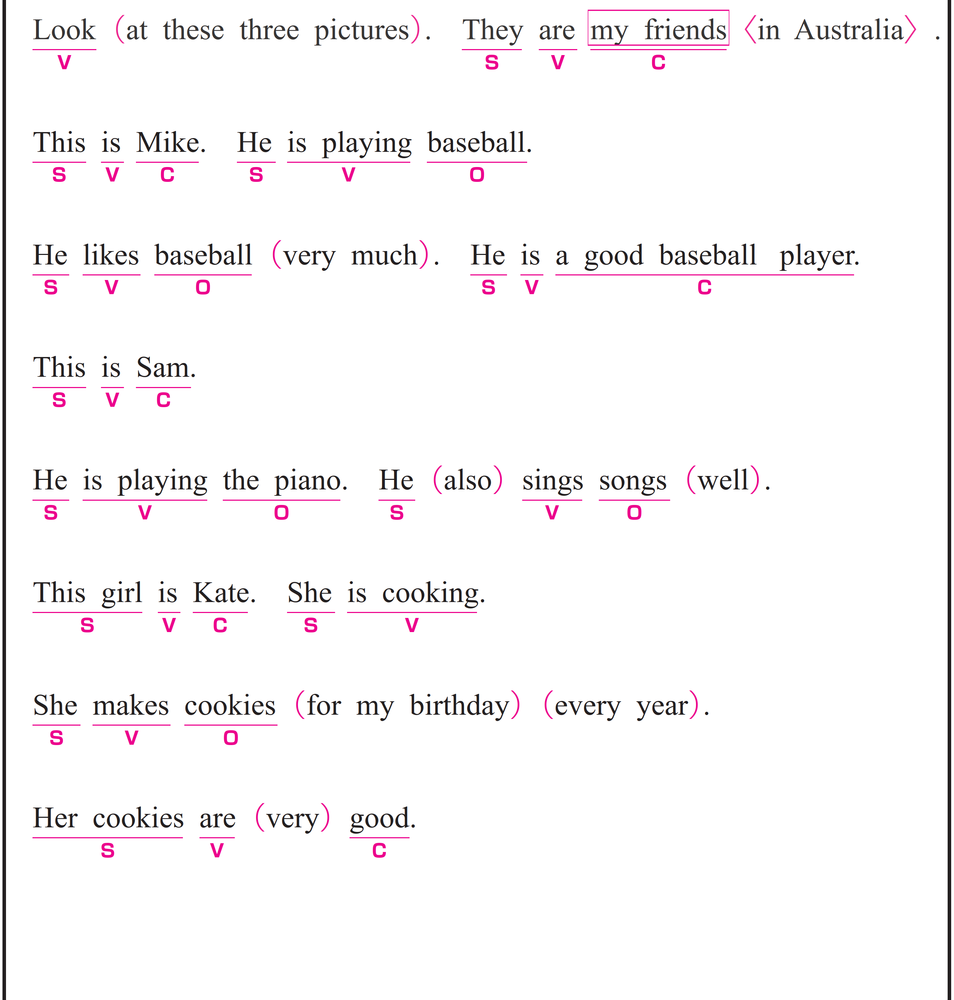 Look (at these three pictures). They are my friends 〈in Australia〉.
V S V C
This is Mike. He is playing baseball.
S V C S V O
He likes baseball (very much). He is a good baseball player.
S V O S V C
This is Sam.
S V C
He is playing the piano. He (also) sings songs (well).
S V O S V O
This girl is Kate. She is cooking.
S V C S V
She makes cookies (for my birthday) (every year).
S V O
Her cookies are (very) good.
S V C